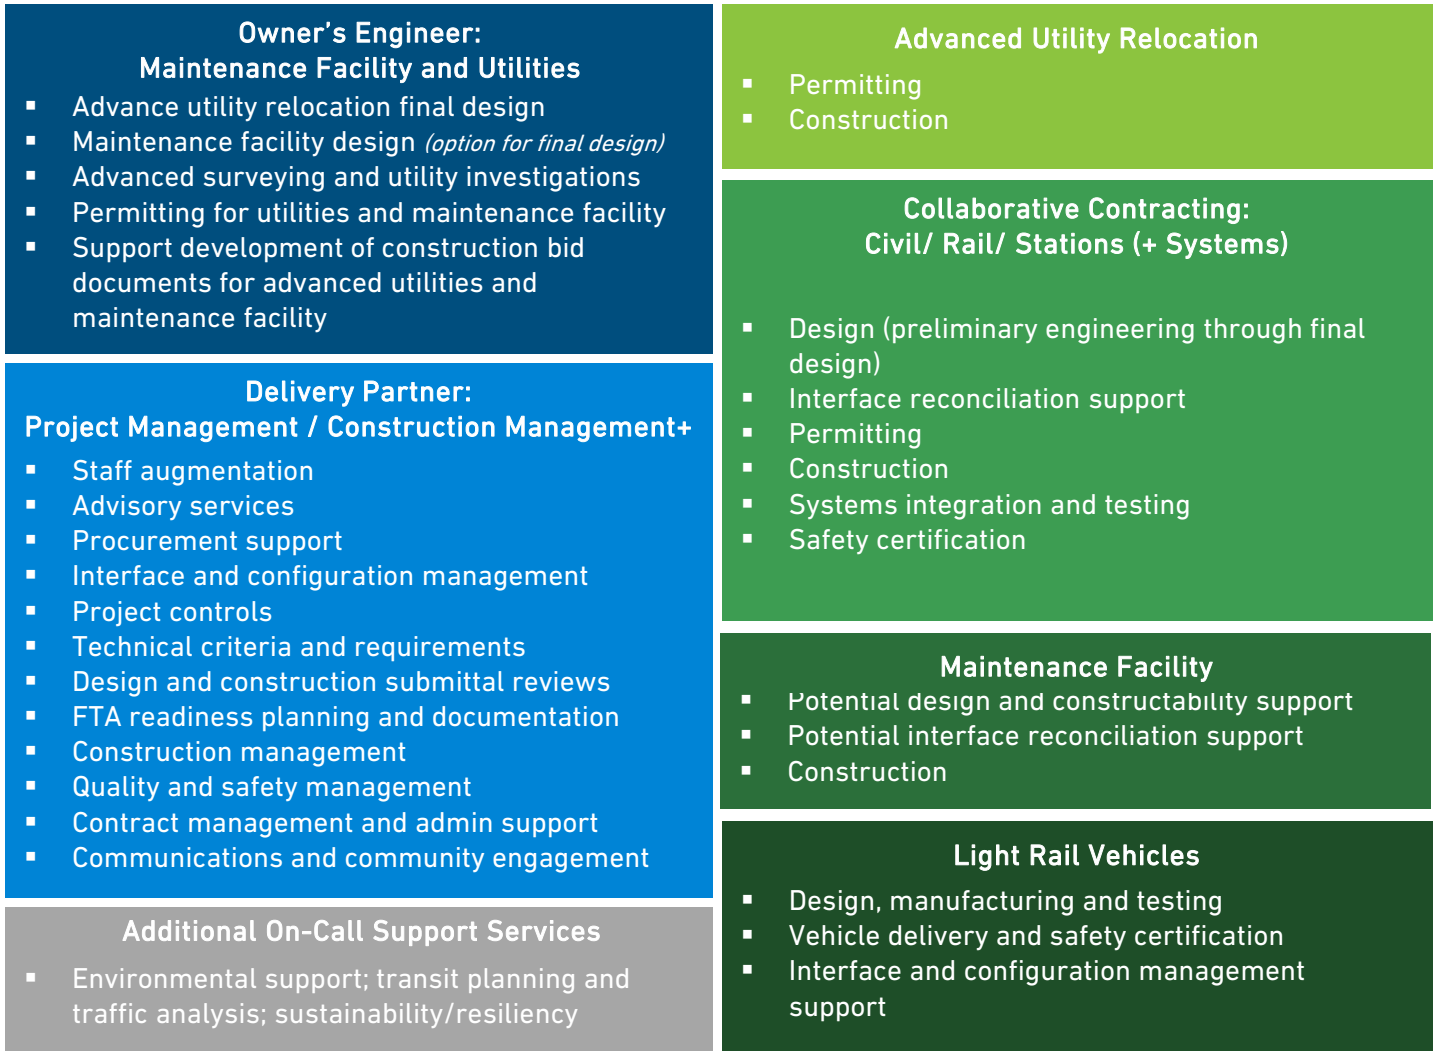 Owner's Engineer:
Maintenance Facility and Utilities
▪ Advance utility relocation final design
▪ Maintenance facility design (option for final design)
▪ Advanced surveying and utility investigations
▪ Permitting for utilities and maintenance facility
▪ Support development of construction bid
documents for advanced utilities and
maintenance facility
Delivery Partner:
Project Management / Construction Management+
▪ Staff augmentation
▪ Advisory services
▪ Procurement support
▪ Interface and configuration management
▪ Project controls
▪ Technical criteria and requirements
▪ Design and construction submittal reviews
▪ FTA readiness planning and documentation
▪ Construction management
▪ Quality and safety management
▪ Contract management and admin support
▪ Communications and community engagement
Additional On-Call Support Services
▪ Environmental support; transit planning and
traffic analysis; sustainability/resiliency
Advanced Utility Relocation
▪ Permitting
▪ Construction
Collaborative Contracting:
Civil/ Rail/ Stations (+ Systems)
▪ Design (preliminary engineering through final
design)
▪ Interface reconciliation support
▪ Permitting
▪ Construction
▪ Systems integration and testing
▪ Safety certification
Maintenance Facility
▪ Potential design and constructability support
▪ Potential interface reconciliation support
▪ Construction
Light Rail Vehicles
▪ Design, manufacturing and testing
▪ Vehicle delivery and safety certification
▪ Interface and configuration management
support